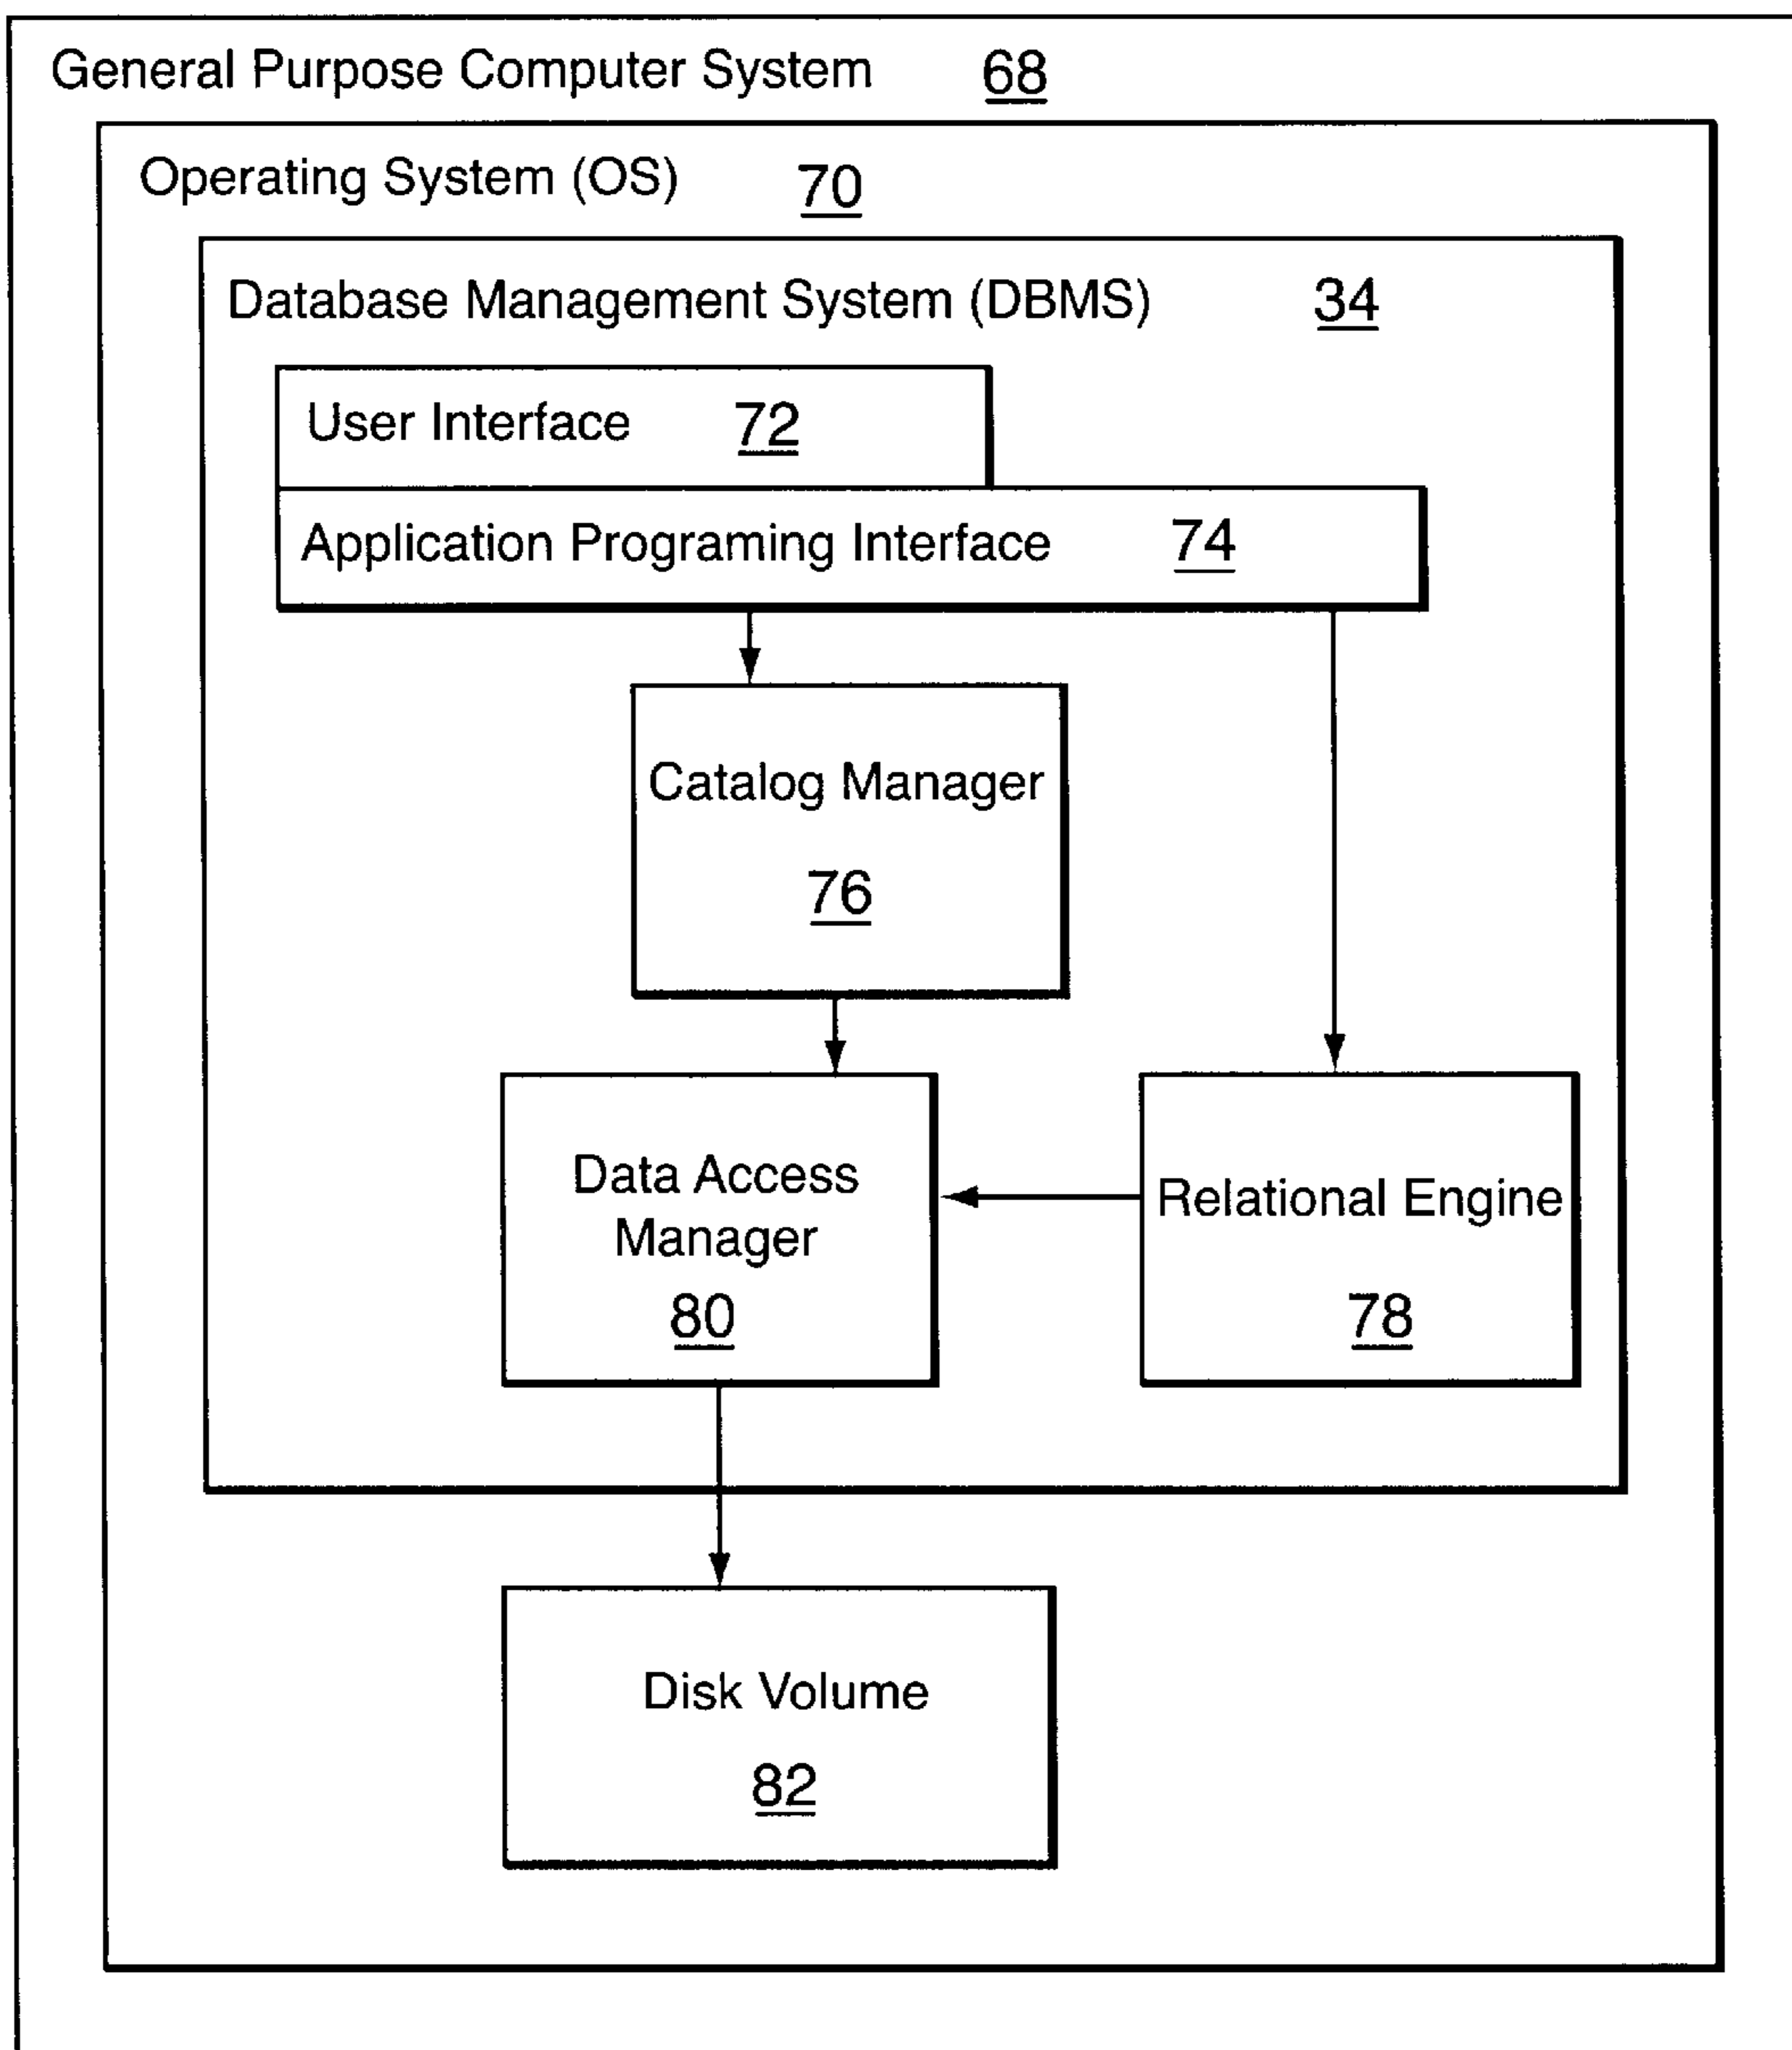 General Purpose Computer System 68
Operating System (OS) 70
Database Management System (DBMS) 34
User Interface 72
Application Programing Interface 74
Catalog Manager
76
Data Access
Manager
80
Relational Engine
78
Disk Volume
82